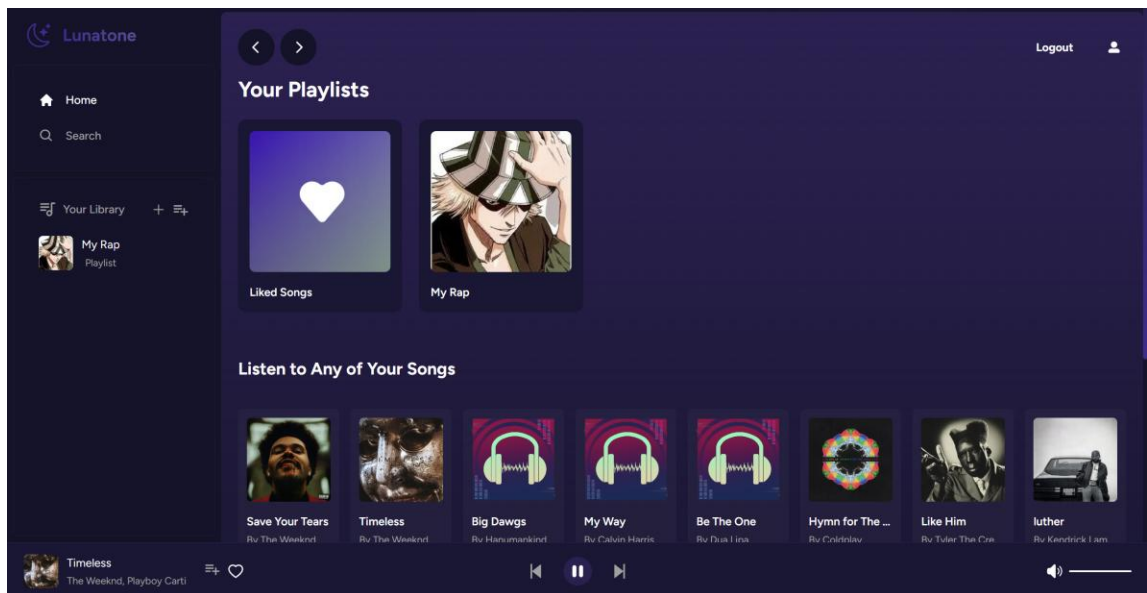 Lunatone
Logout
Home
Search
Your Library
My Rap
Playlist
Your Playlists
Liked Songs
My Rap
Listen to Any of Your Songs
Save Your Tears
By The Weeknd
Timeless
By The Weeknd
Big Dawgs
By Hanumankind
My Way
By Calvin Harris
Be The One
By Dua Lipa
Hymn for The ...
By Coldplay
Like Him
By Tyler The Cre
luther
By Kendrick Lam
Timeless
The Weeknd, Playboy Carti